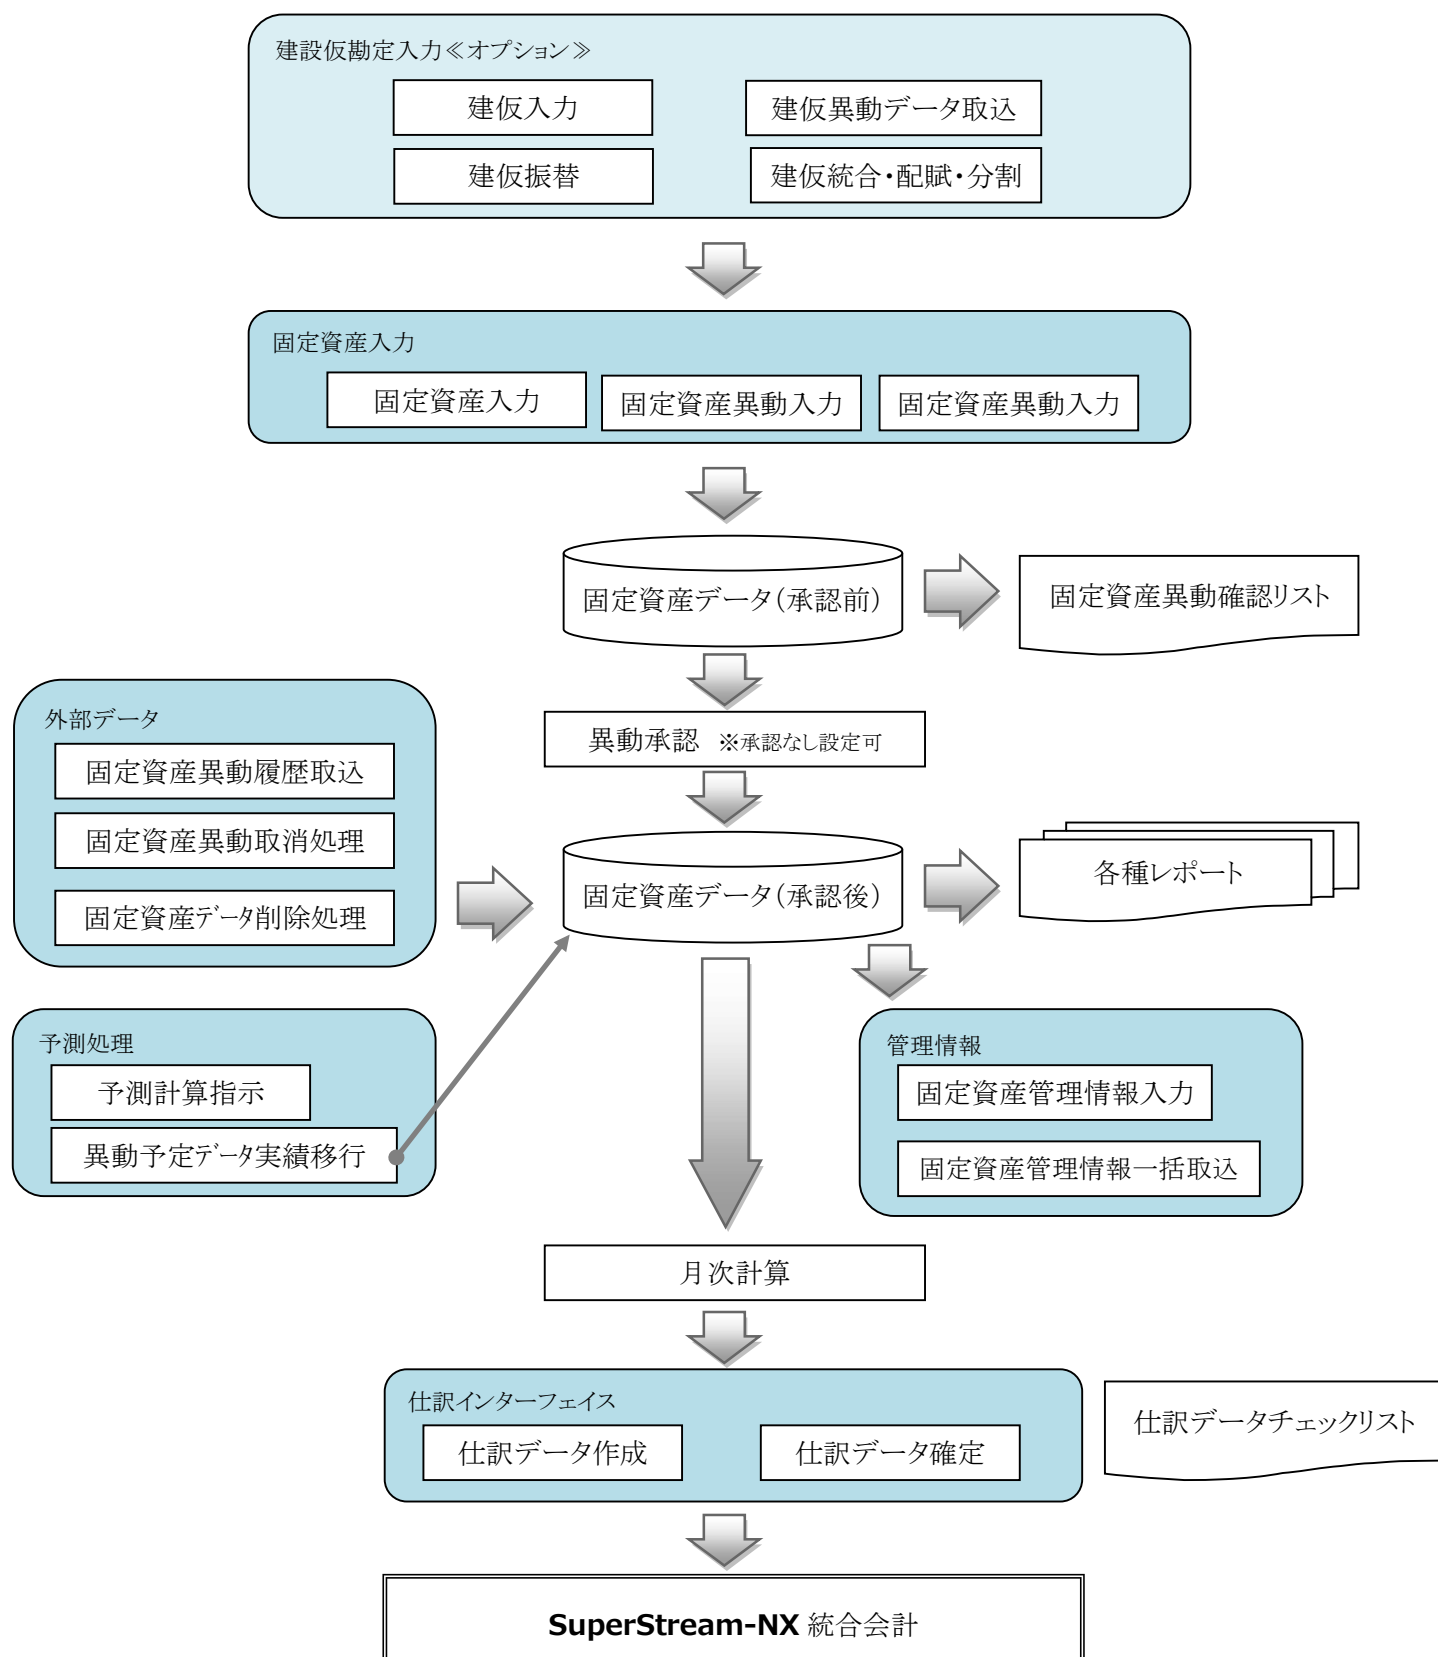 建設仮勘定入力≪オプション≫
建仮入力
建仮異動データ取込
建仮振替
建仮統合・配賦・分割
固定資産入力
固定資産入力
固定資産異動入力
固定資産異動入力
固定資産データ(承認前)
固定資産異動確認リスト
異動承認 ※承認なし設定可
外部データ
固定資産異動履歴取込
固定資産異動取消処理
固定資産データ削除処理
固定資産データ(承認後)
各種レポート
予測処理
予測計算指示
異動予定データ実績移行
管理情報
固定資産管理情報入力
固定資産管理情報一括取込
月次計算
仕訳インターフェイス
仕訳データ作成
仕訳データ確定
仕訳データチェックリスト
SuperStream-NX 統合会計